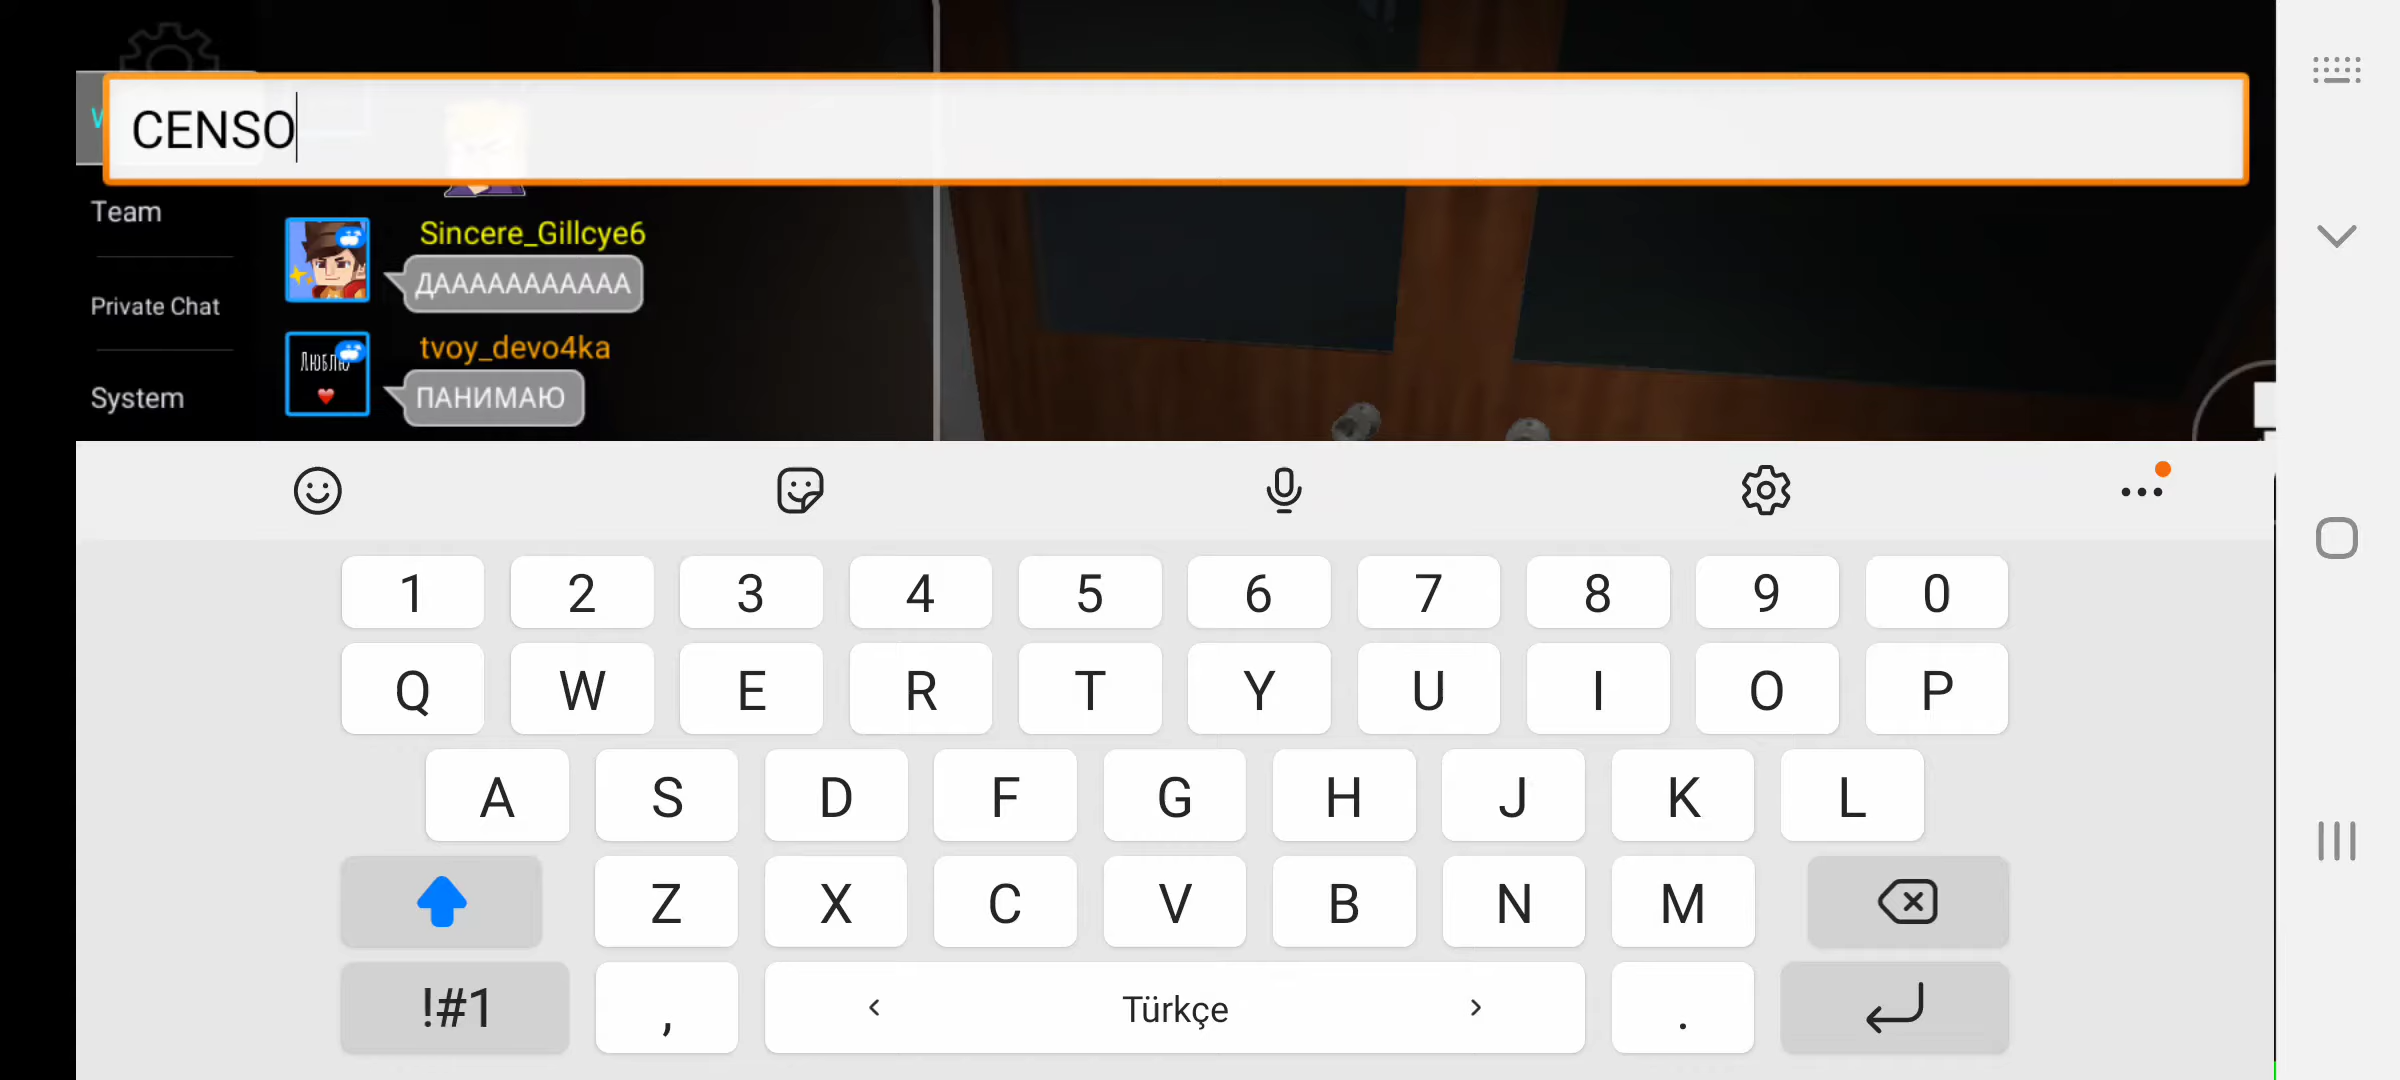 CENSO
Team
Sincere_Gillcye6
ДААААААААААА
Private Chat
Люблю
tvoy_devo4ka
ПАНИМАЮ
System
1 2 3 4 5 6 7 8 9 0
Q W E R T Y U I O P
A S D F G H J K L
Z X C V B N M
!#1 , < Türkçe > .